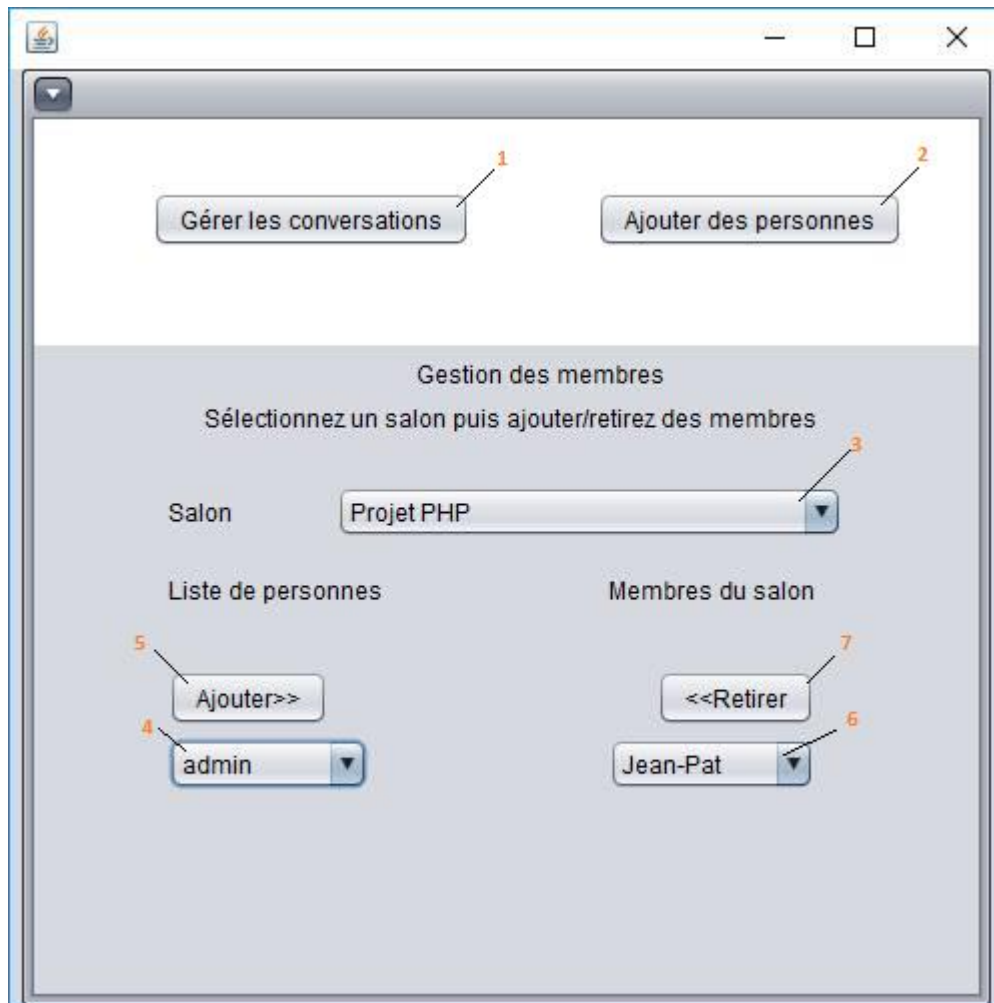 1
2
Gérer les conversations
Ajouter des personnes
Gestion des membres
Sélectionnez un salon puis ajouter/retirez des membres
3
Salon
Projet PHP
Liste de personnes
Membres du salon
5
7
Ajouter>>
<<Retirer
4
6
admin
Jean-Pat